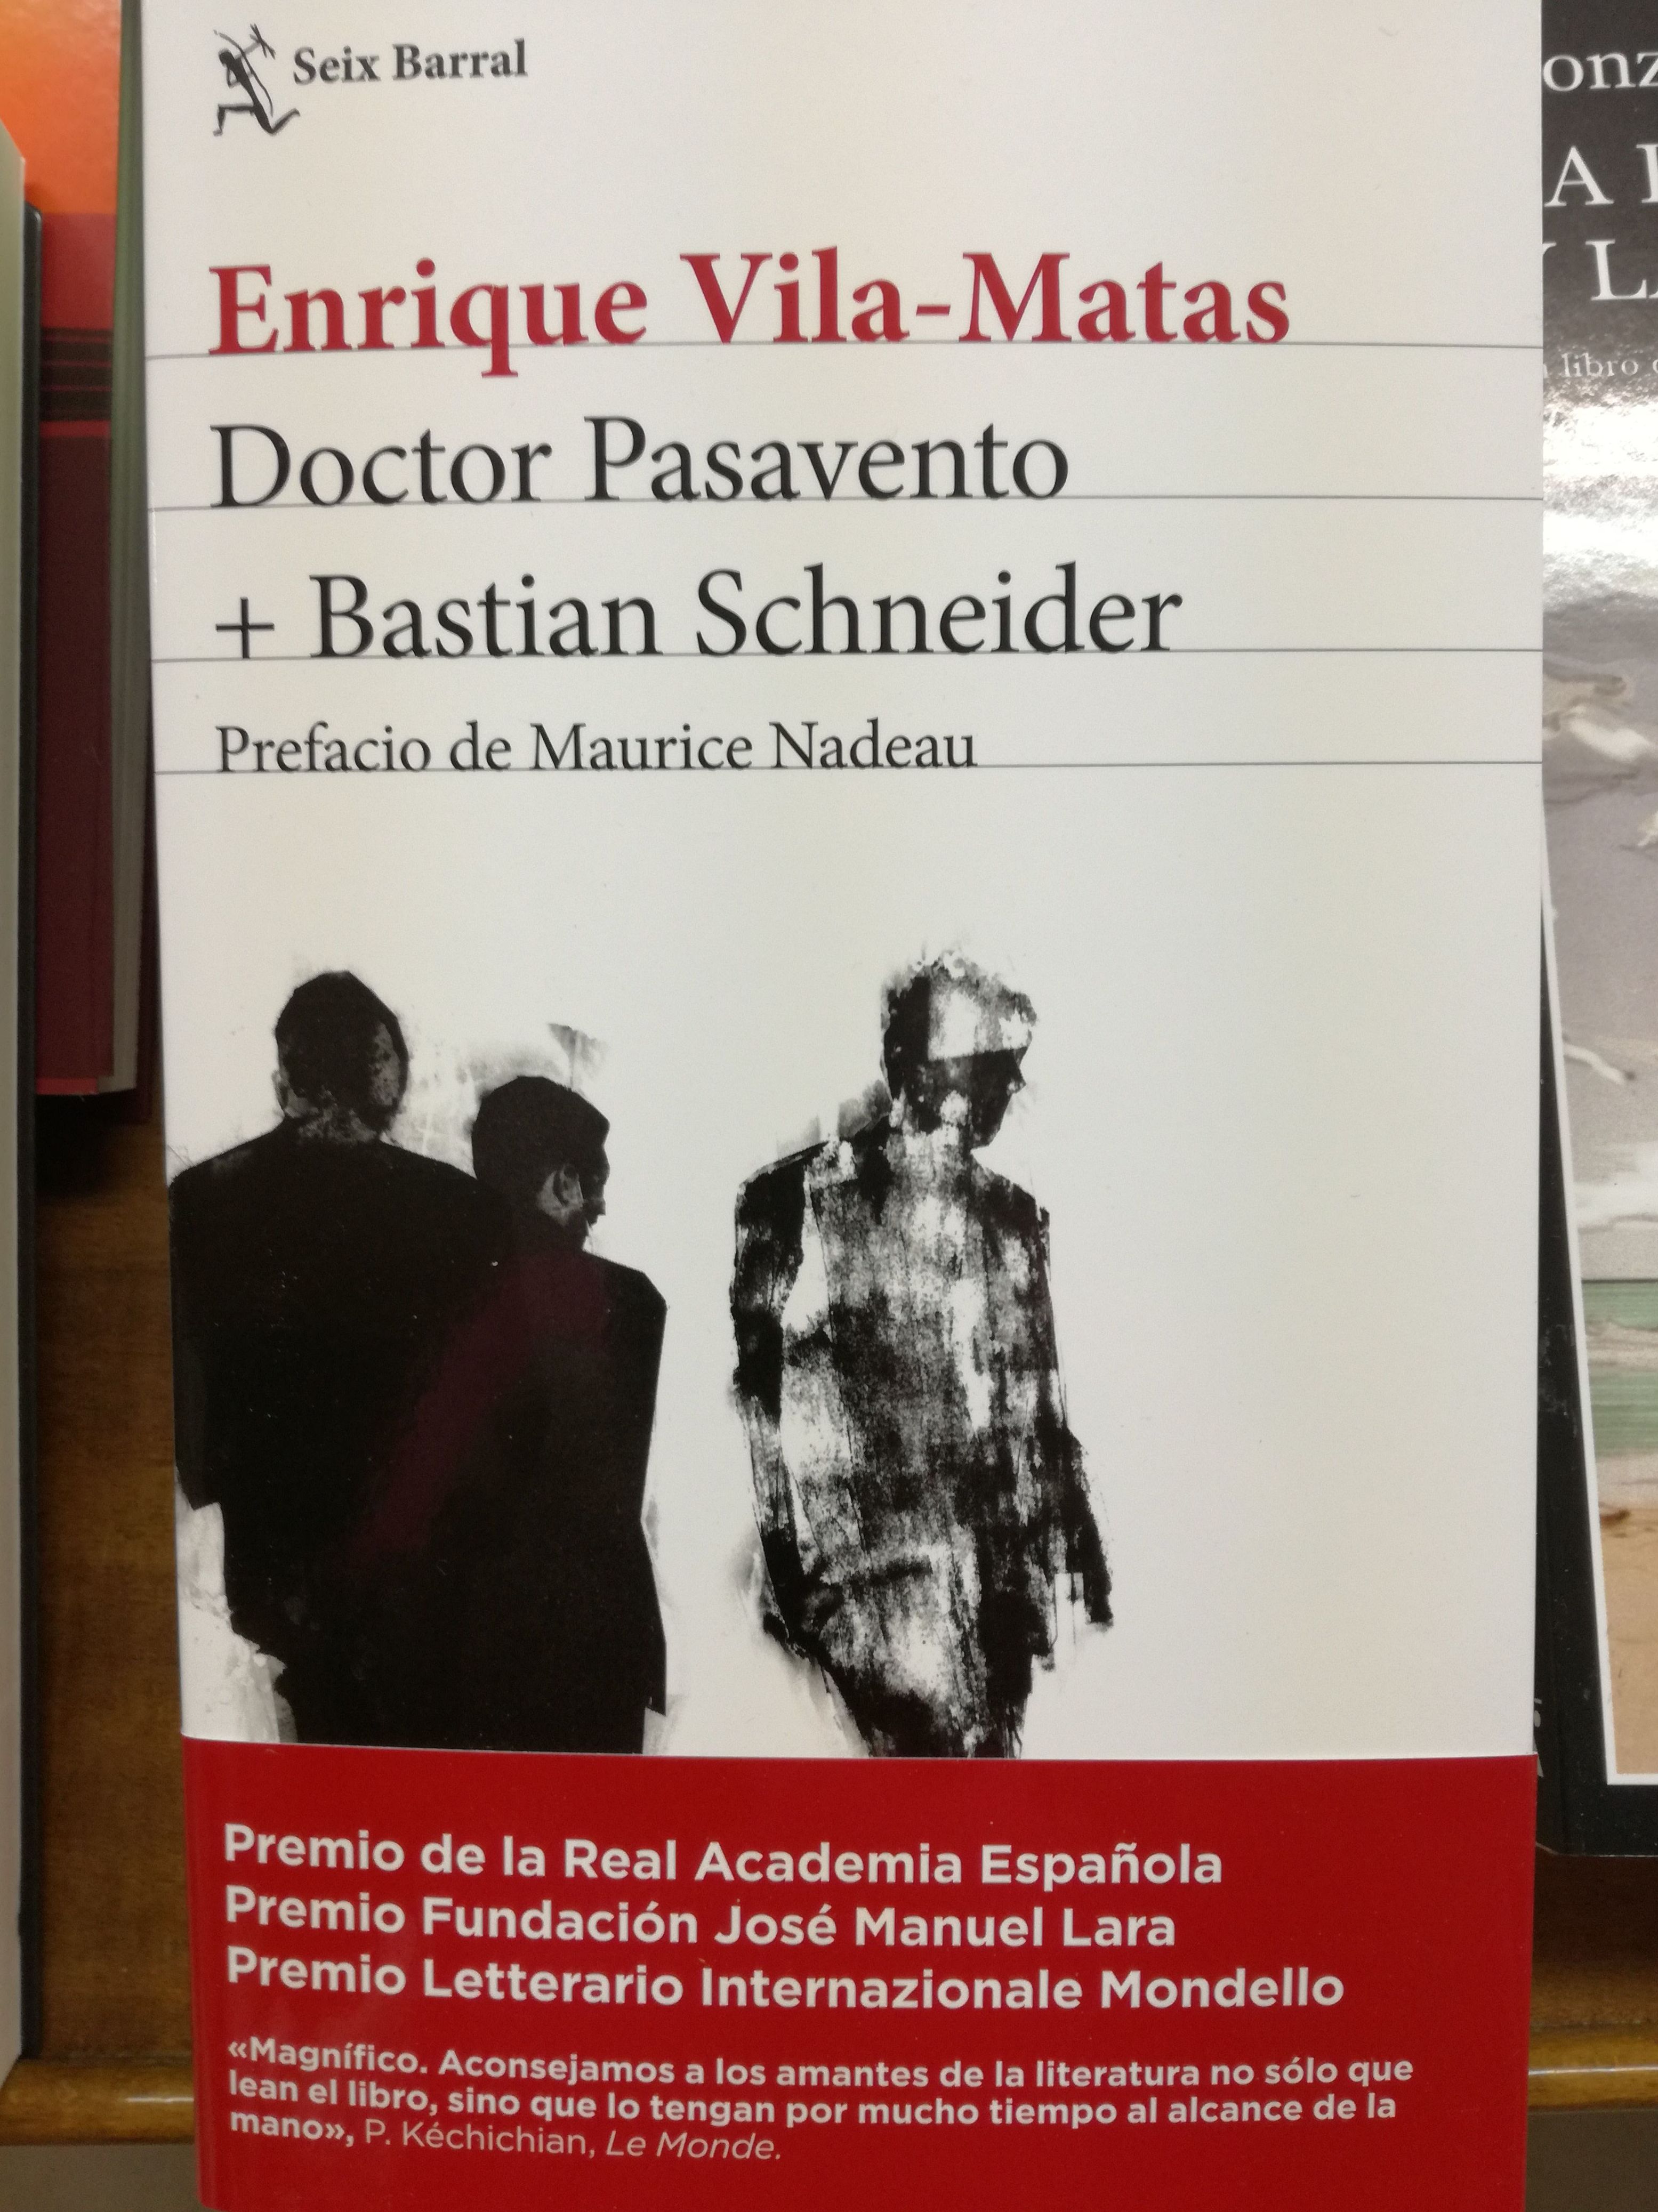 Seix Barral
Enrique Vila-Matas
Doctor Pasavento
+ Bastian Schneider
Prefacio de Maurice Nadeau
Premio de la Real Academia Española
Premio Fundación José Manuel Lara
Premio Letterario Internazionale Mondello
«Magnífico. Aconsejamos a los amantes de la literatura no sólo que
lean el libro, sino que lo tengan por mucho tiempo al alcance de la
mano», P. Kéchichian, Le Monde.
libro